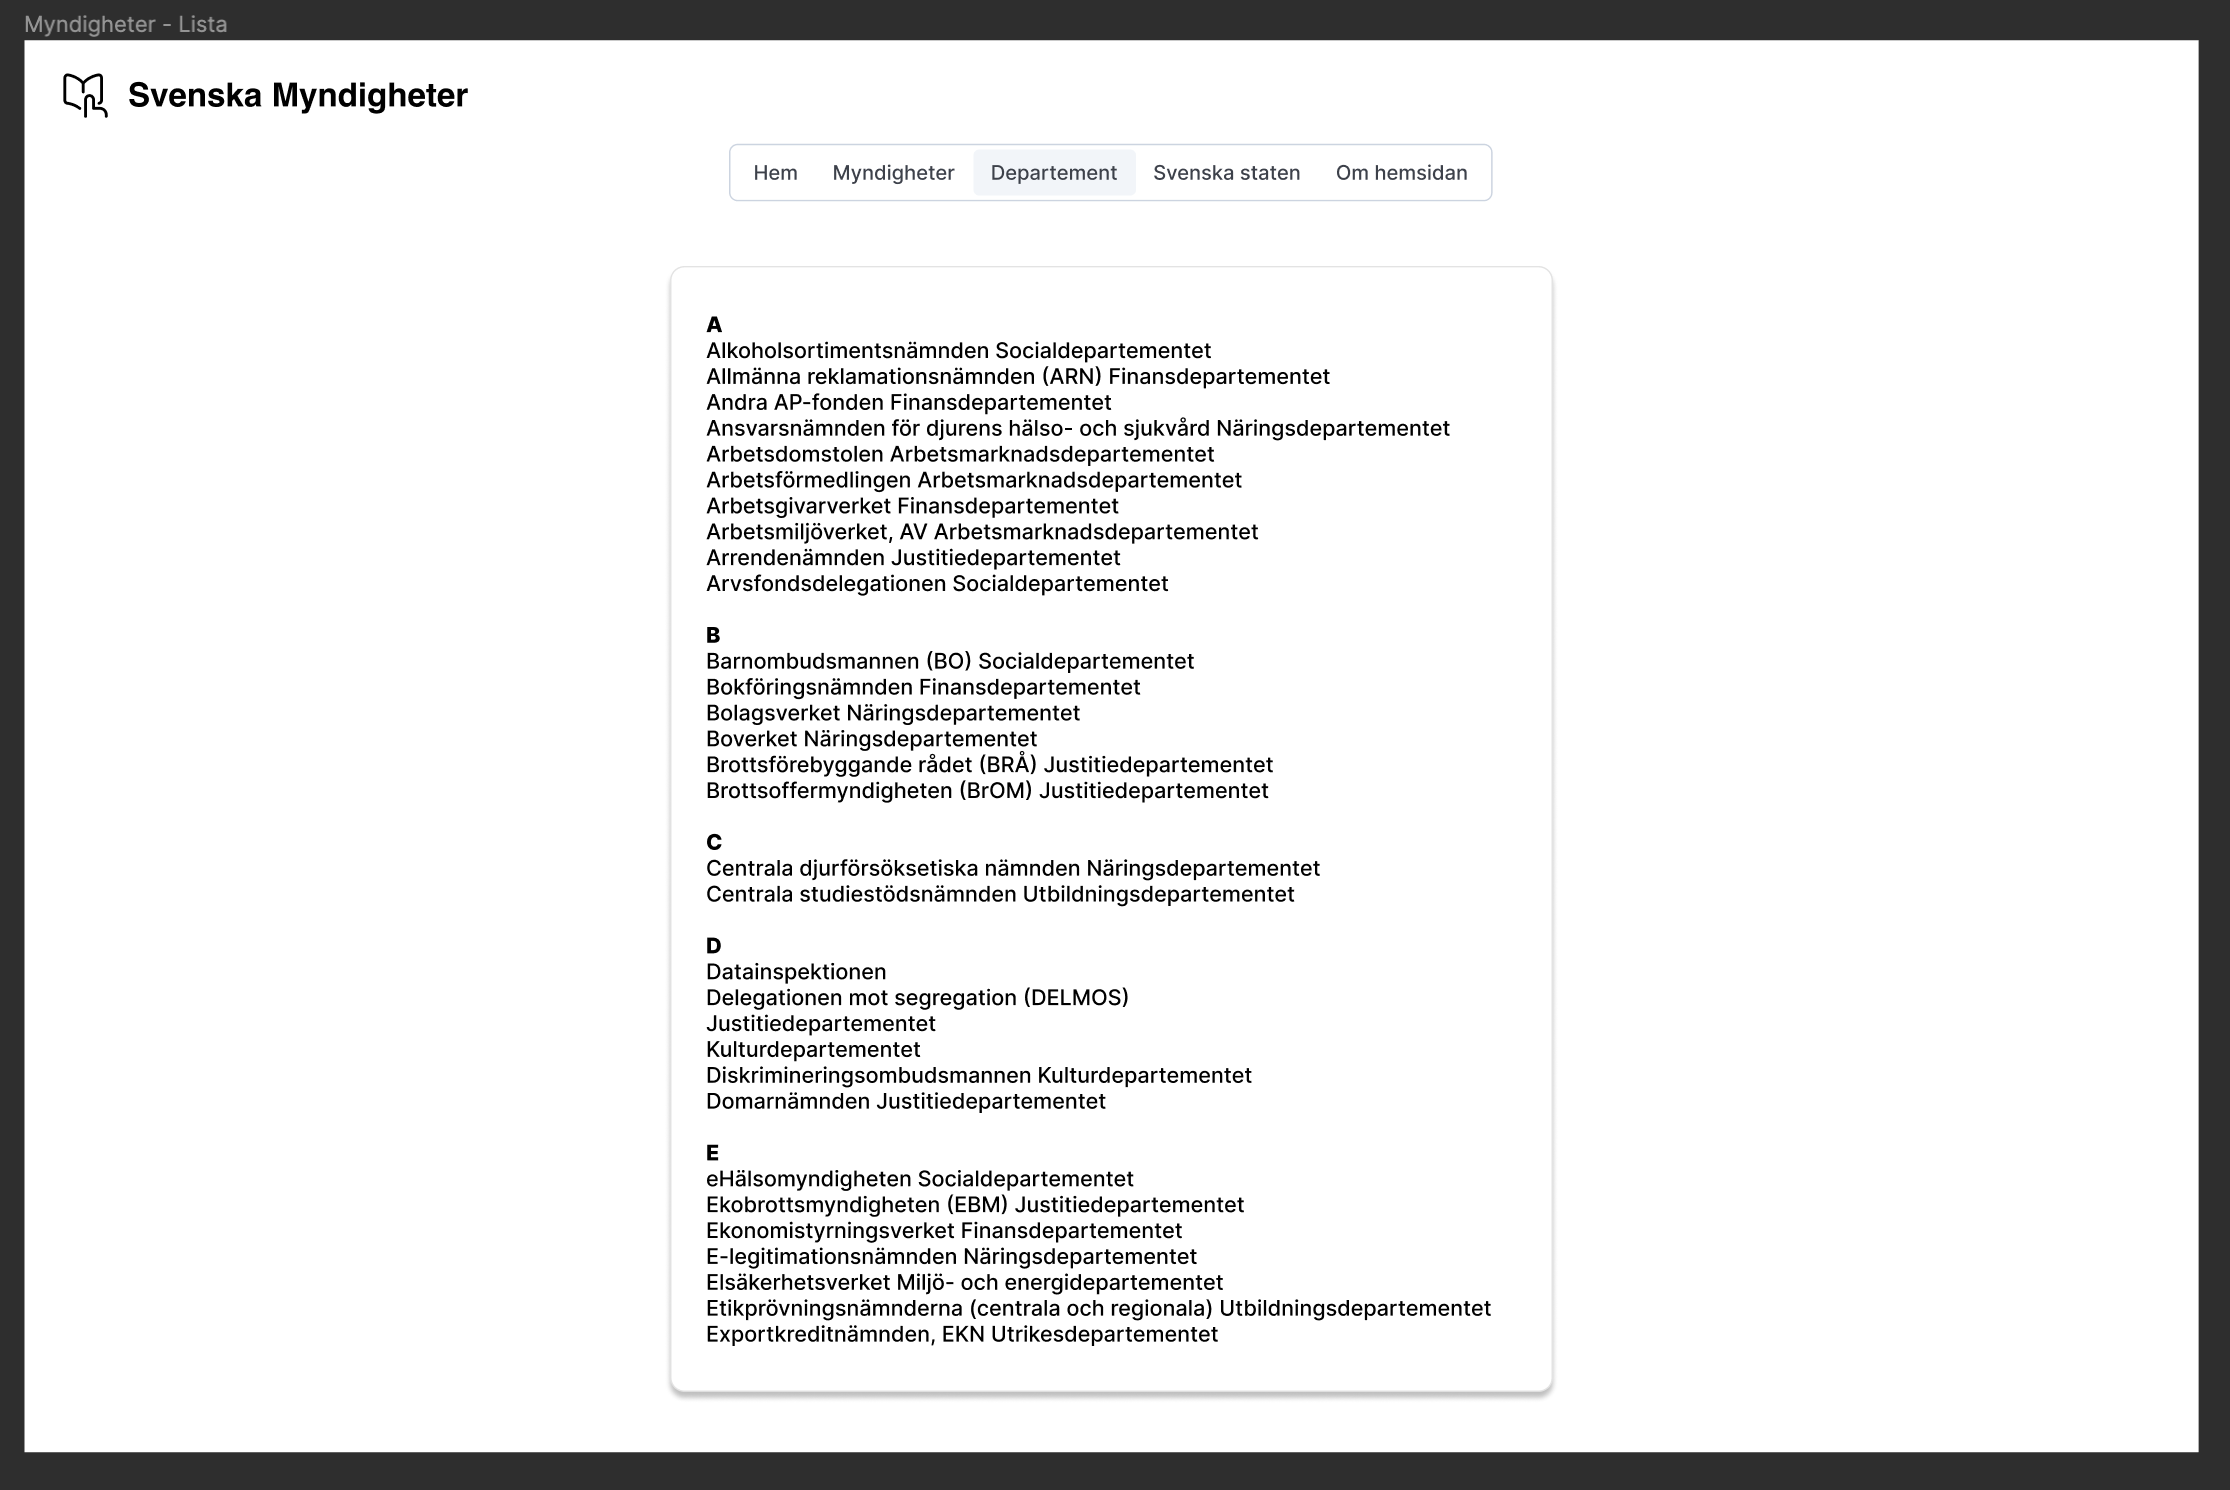 Myndigheter - Lista
Svenska Myndigheter
Hem Myndigheter Departement Svenska staten Om hemsidan
A
Alkoholsortimentsnämnden Socialdepartementet
Allmänna reklamationsnämnden (ARN) Finansdepartementet
Andra AP-fonden Finansdepartementet
Ansvarsnämnden för djurens hälso- och sjukvård Näringsdepartementet
Arbetsdomstolen Arbetsmarknadsdepartementet
Arbetsförmedlingen Arbetsmarknadsdepartementet
Arbetsgivarverket Finansdepartementet
Arbetsmiljöverket, AV Arbetsmarknadsdepartementet
Arrendenämnden Justitiedepartementet
Arvsfondsdelegationen Socialdepartementet
B
Barnombudsmannen (BO) Socialdepartementet
Bokföringsnämnden Finansdepartementet
Bolagsverket Näringsdepartementet
Boverket Näringsdepartementet
Brottsförebyggande rådet (BRÅ) Justitiedepartementet
Brottsoffermyndigheten (BrOM) Justitiedepartementet
C
Centrala djurförsöksetiska nämnden Näringsdepartementet
Centrala studiestödsnämnden Utbildningsdepartementet
D
Datainspektionen
Delegationen mot segregation (DELMOS)
Justitiedepartementet
Kulturdepartementet
Diskrimineringsombudsmannen Kulturdepartementet
Domarnämnden Justitiedepartementet
E
eHälsomyndigheten Socialdepartementet
Ekobrottsmyndigheten (EBM) Justitiedepartementet
Ekonomistyrningsverket Finansdepartementet
E-legitimationsnämnden Näringsdepartementet
Elsäkerhetsverket Miljö- och energidepartementet
Etikprövningsnämnderna (centrala och regionala) Utbildningsdepartementet
Exportkreditnämnden, EKN Utrikesdepartementet